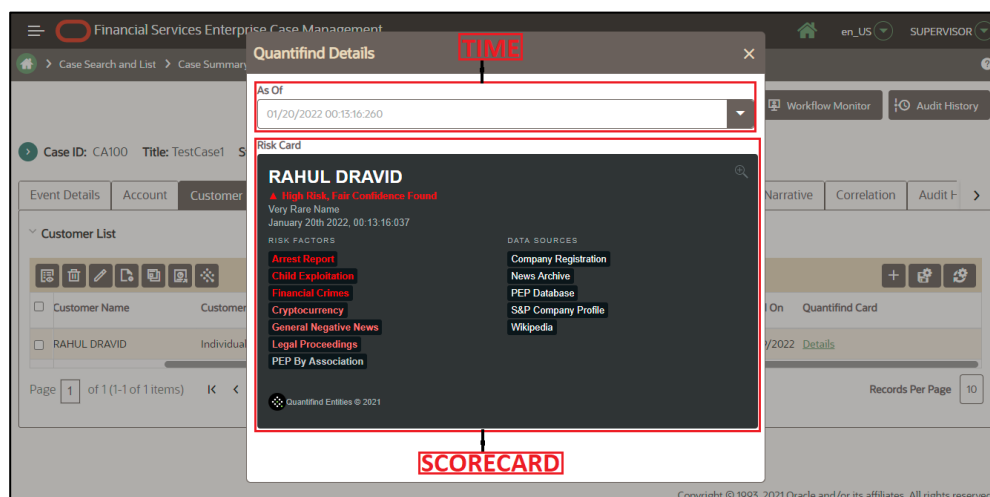 Financial Services Enterprise Case Management
en_US
SUPERVISOR
Case Search and List > Case Summary
Quantifind Details
TIME
As Of
01/20/2022 00:13:16:260
Workflow Monitor
Audit History
Case ID: CA100 Title: TestCase1
Risk Card
RAHUL DRAVID
▲ High Risk, Fair Confidence Found
Very Rare Name
January 20th 2022, 00:13:16:037
Event Details
Account
Customer
Narrative
Correlation
Audit
Customer List
RISK FACTORS
DATA SOURCES
Arrest Report
Child Exploitation
Financial Crimes
Cryptocurrency
General Negative News
Legal Proceedings
PEP By Association
Company Registration
News Archive
PEP Database
S&P Company Profile
Wikipedia
Customer Name
Customer
On
Quantifind Card
RAHUL DRAVID
Individual
/2022
Details
Page 1 of 1 (1-1 of 1 items)
Records Per Page 10
Quantifind Entities © 2021
SCORECARD
Copyright © 1993, 2021 Oracle and/or its affiliates. All rights reserved